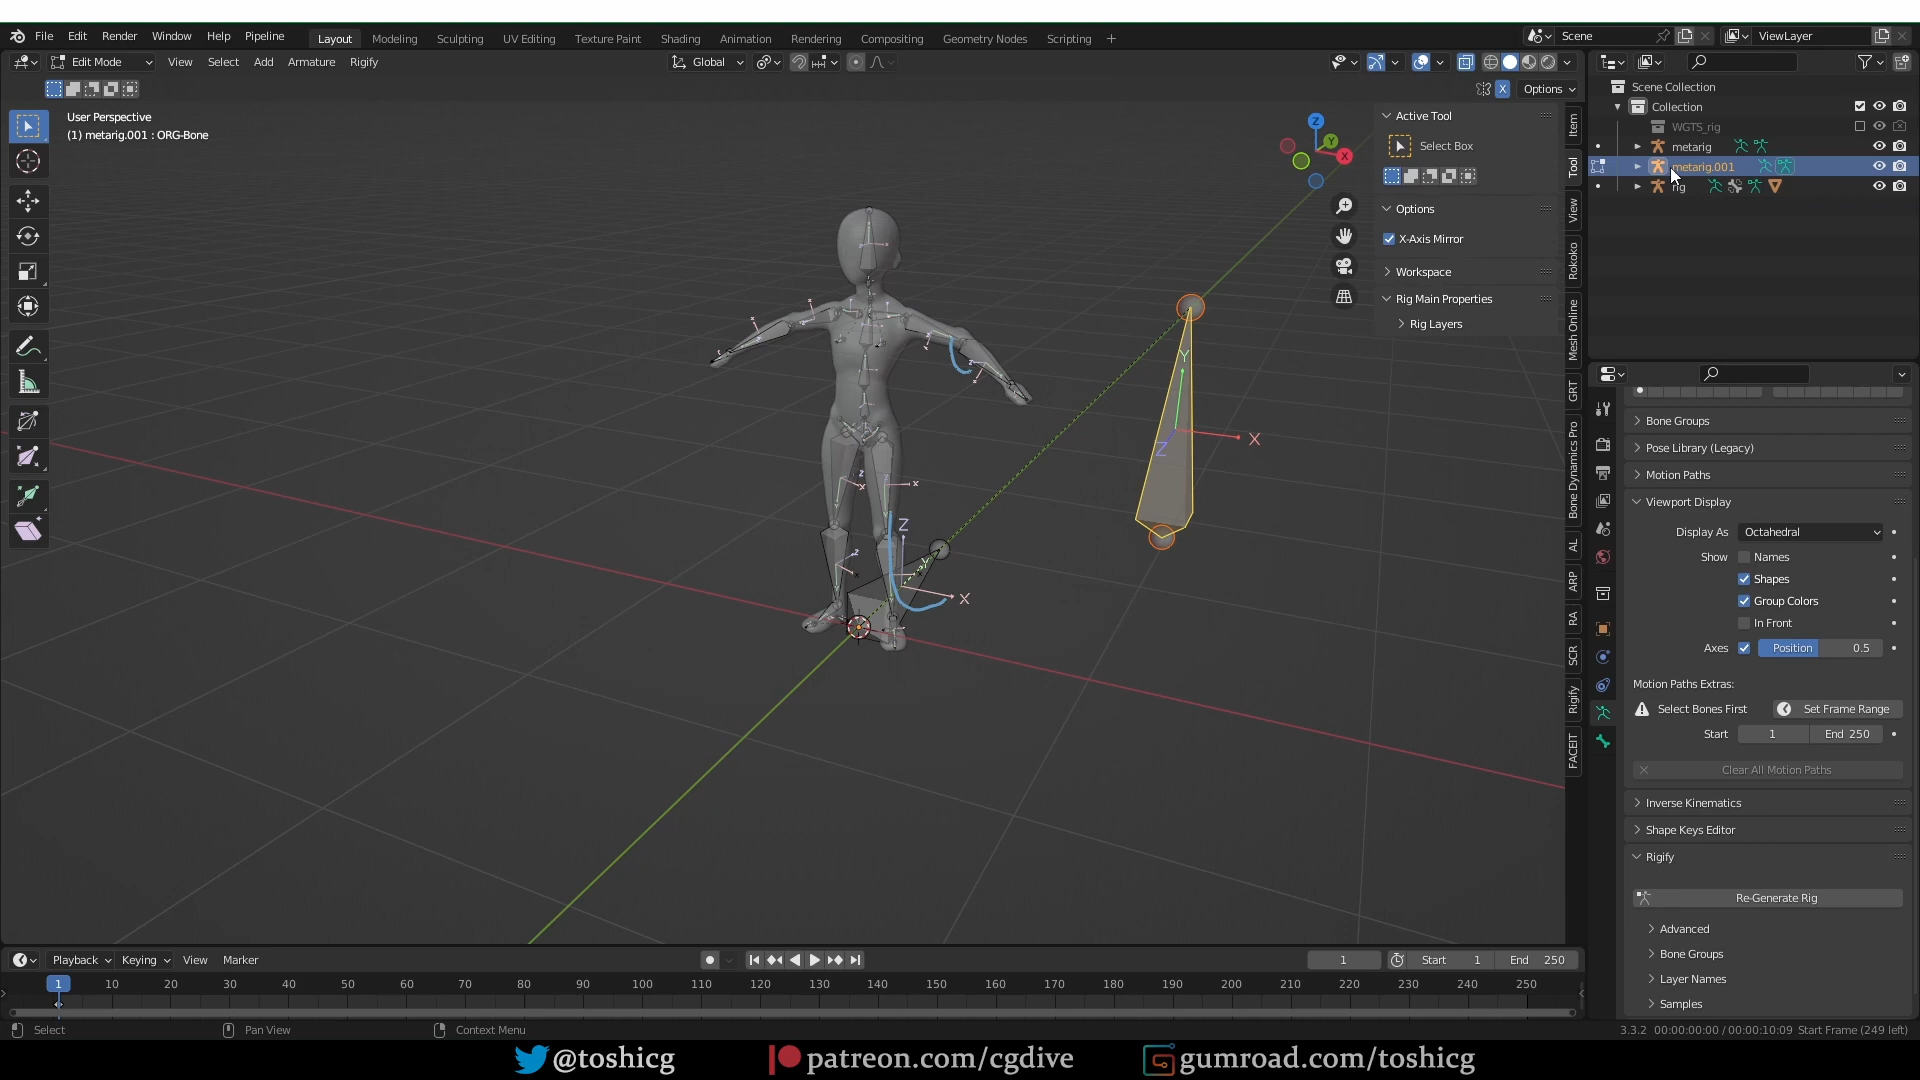 File Edit Render Window Help Pipeline
Layout Modeling Sculpting UV Editing Texture Paint Shading Animation Rendering Compositing Geometry Nodes Scripting +
Scene
ViewLayer
Edit Mode View Select Add Armature Rigify
Global
X Options
User Perspective
(1) metarig.001 : ORG-Bone
Z
Y
X
Y
X
Z
Z
Y
X
Active Tool
Select Box
Options
X-Axis Mirror
Workspace
Rig Main Properties
Rig Layers
Item
Tool
View
Rokoko
Mesh Online
GRT
Bone Dynamics Pro
AL
ARP
RA
SCR
Rigify
FACEIT
Scene Collection
Collection
WGTS_rig
metarig
metarig.001
rig
Bone Groups
Pose Library (Legacy)
Motion Paths
Viewport Display
Display As Octahedral
Show Names
Shapes
Group Colors
In Front
Axes Position 0.5
Motion Paths Extras:
Select Bones First Set Frame Range
Start 1 End 250
Clear All Motion Paths
Inverse Kinematics
Shape Keys Editor
Rigify
Re-Generate Rig
Advanced
Bone Groups
Layer Names
Samples
Playback Keying View Marker
1 Start 1 End 250
1 10 20 30 40 50 60 70 80 90 100 110 120 130 140 150 160 170 180 190 200 210 220 230 240 250
Select Pan View Context Menu
3.3.2 00:00:00:00 / 00:00:10:09 Start Frame (249 left)
@toshicg patreon.com/cgdive gumroad.com/toshicg